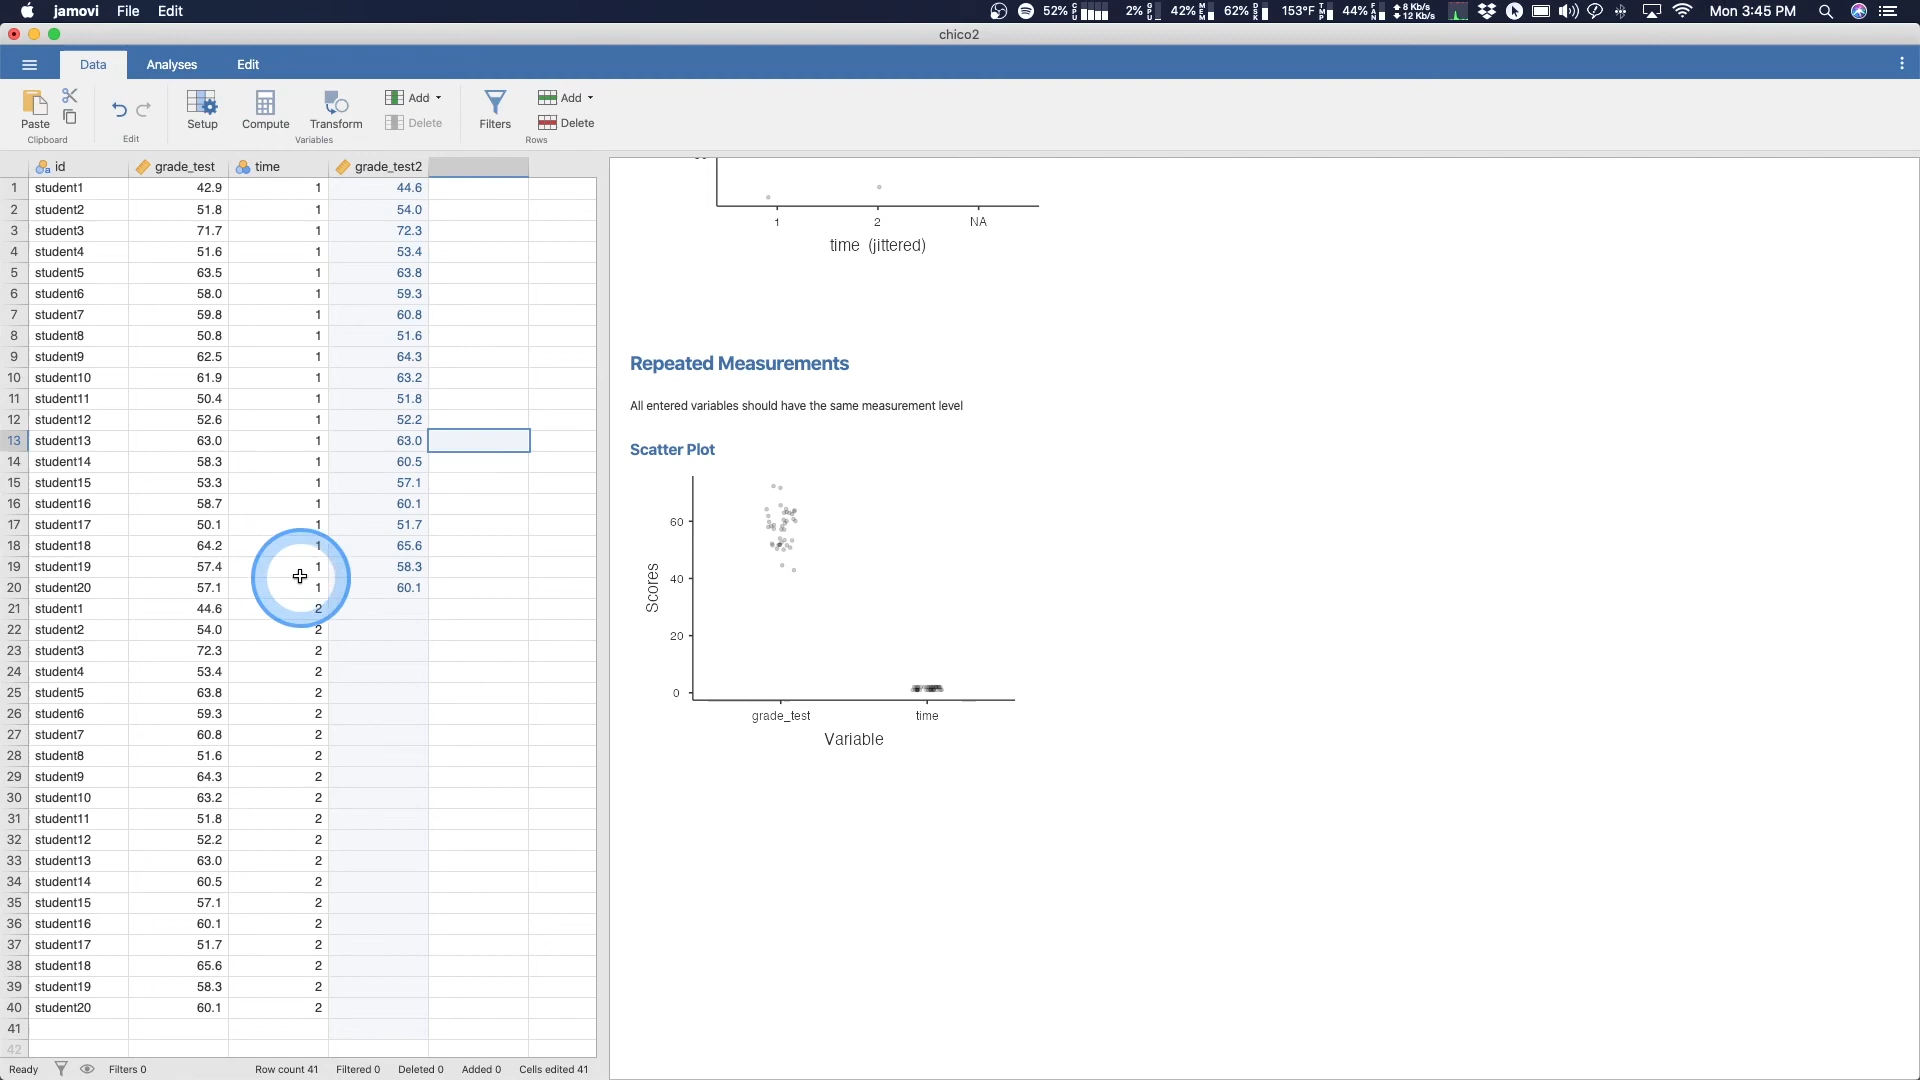 jamovi File Edit 52% 2% 42% 62% 153°F 44% 8 Kb/s 12 Kb/s Mon 3:45 PM
chico2
Data Analyses Edit
Paste Setup Compute Transform Add Delete Filters Add Delete
Clipboard Edit Variables Rows
id grade_test time grade_test2
1 student1 42.9 1 44.6
2 student2 51.8 1 54.0
3 student3 71.7 1 72.3
4 student4 51.6 1 53.4
5 student5 63.5 1 63.8
6 student6 58.0 1 59.3
7 student7 59.8 1 60.8
8 student8 50.8 1 51.6
9 student9 62.5 1 64.3
10 student10 61.9 1 63.2
11 student11 50.4 1 51.8
12 student12 52.6 1 52.2
13 student13 63.0 1 63.0
14 student14 58.3 1 60.5
15 student15 53.3 1 57.1
16 student16 58.7 1 60.1
17 student17 50.1 1 51.7
18 student18 64.2 1 65.6
19 student19 57.4 1 58.3
20 student20 57.1 1 60.1
21 student1 44.6 2
22 student2 54.0 2
23 student3 72.3 2
24 student4 53.4 2
25 student5 63.8 2
26 student6 59.3 2
27 student7 60.8 2
28 student8 51.6 2
29 student9 64.3 2
30 student10 63.2 2
31 student11 51.8 2
32 student12 52.2 2
33 student13 63.0 2
34 student14 60.5 2
35 student15 57.1 2
36 student16 60.1 2
37 student17 51.7 2
38 student18 65.6 2
39 student19 58.3 2
40 student20 60.1 2
41
42
Ready Filters 0 Row count 41 Filtered 0 Deleted 0 Added 0 Cells edited 41
1 2 NA
time (jittered)
Repeated Measurements
All entered variables should have the same measurement level
Scatter Plot
Scores
60
40
20
0
grade_test time
Variable